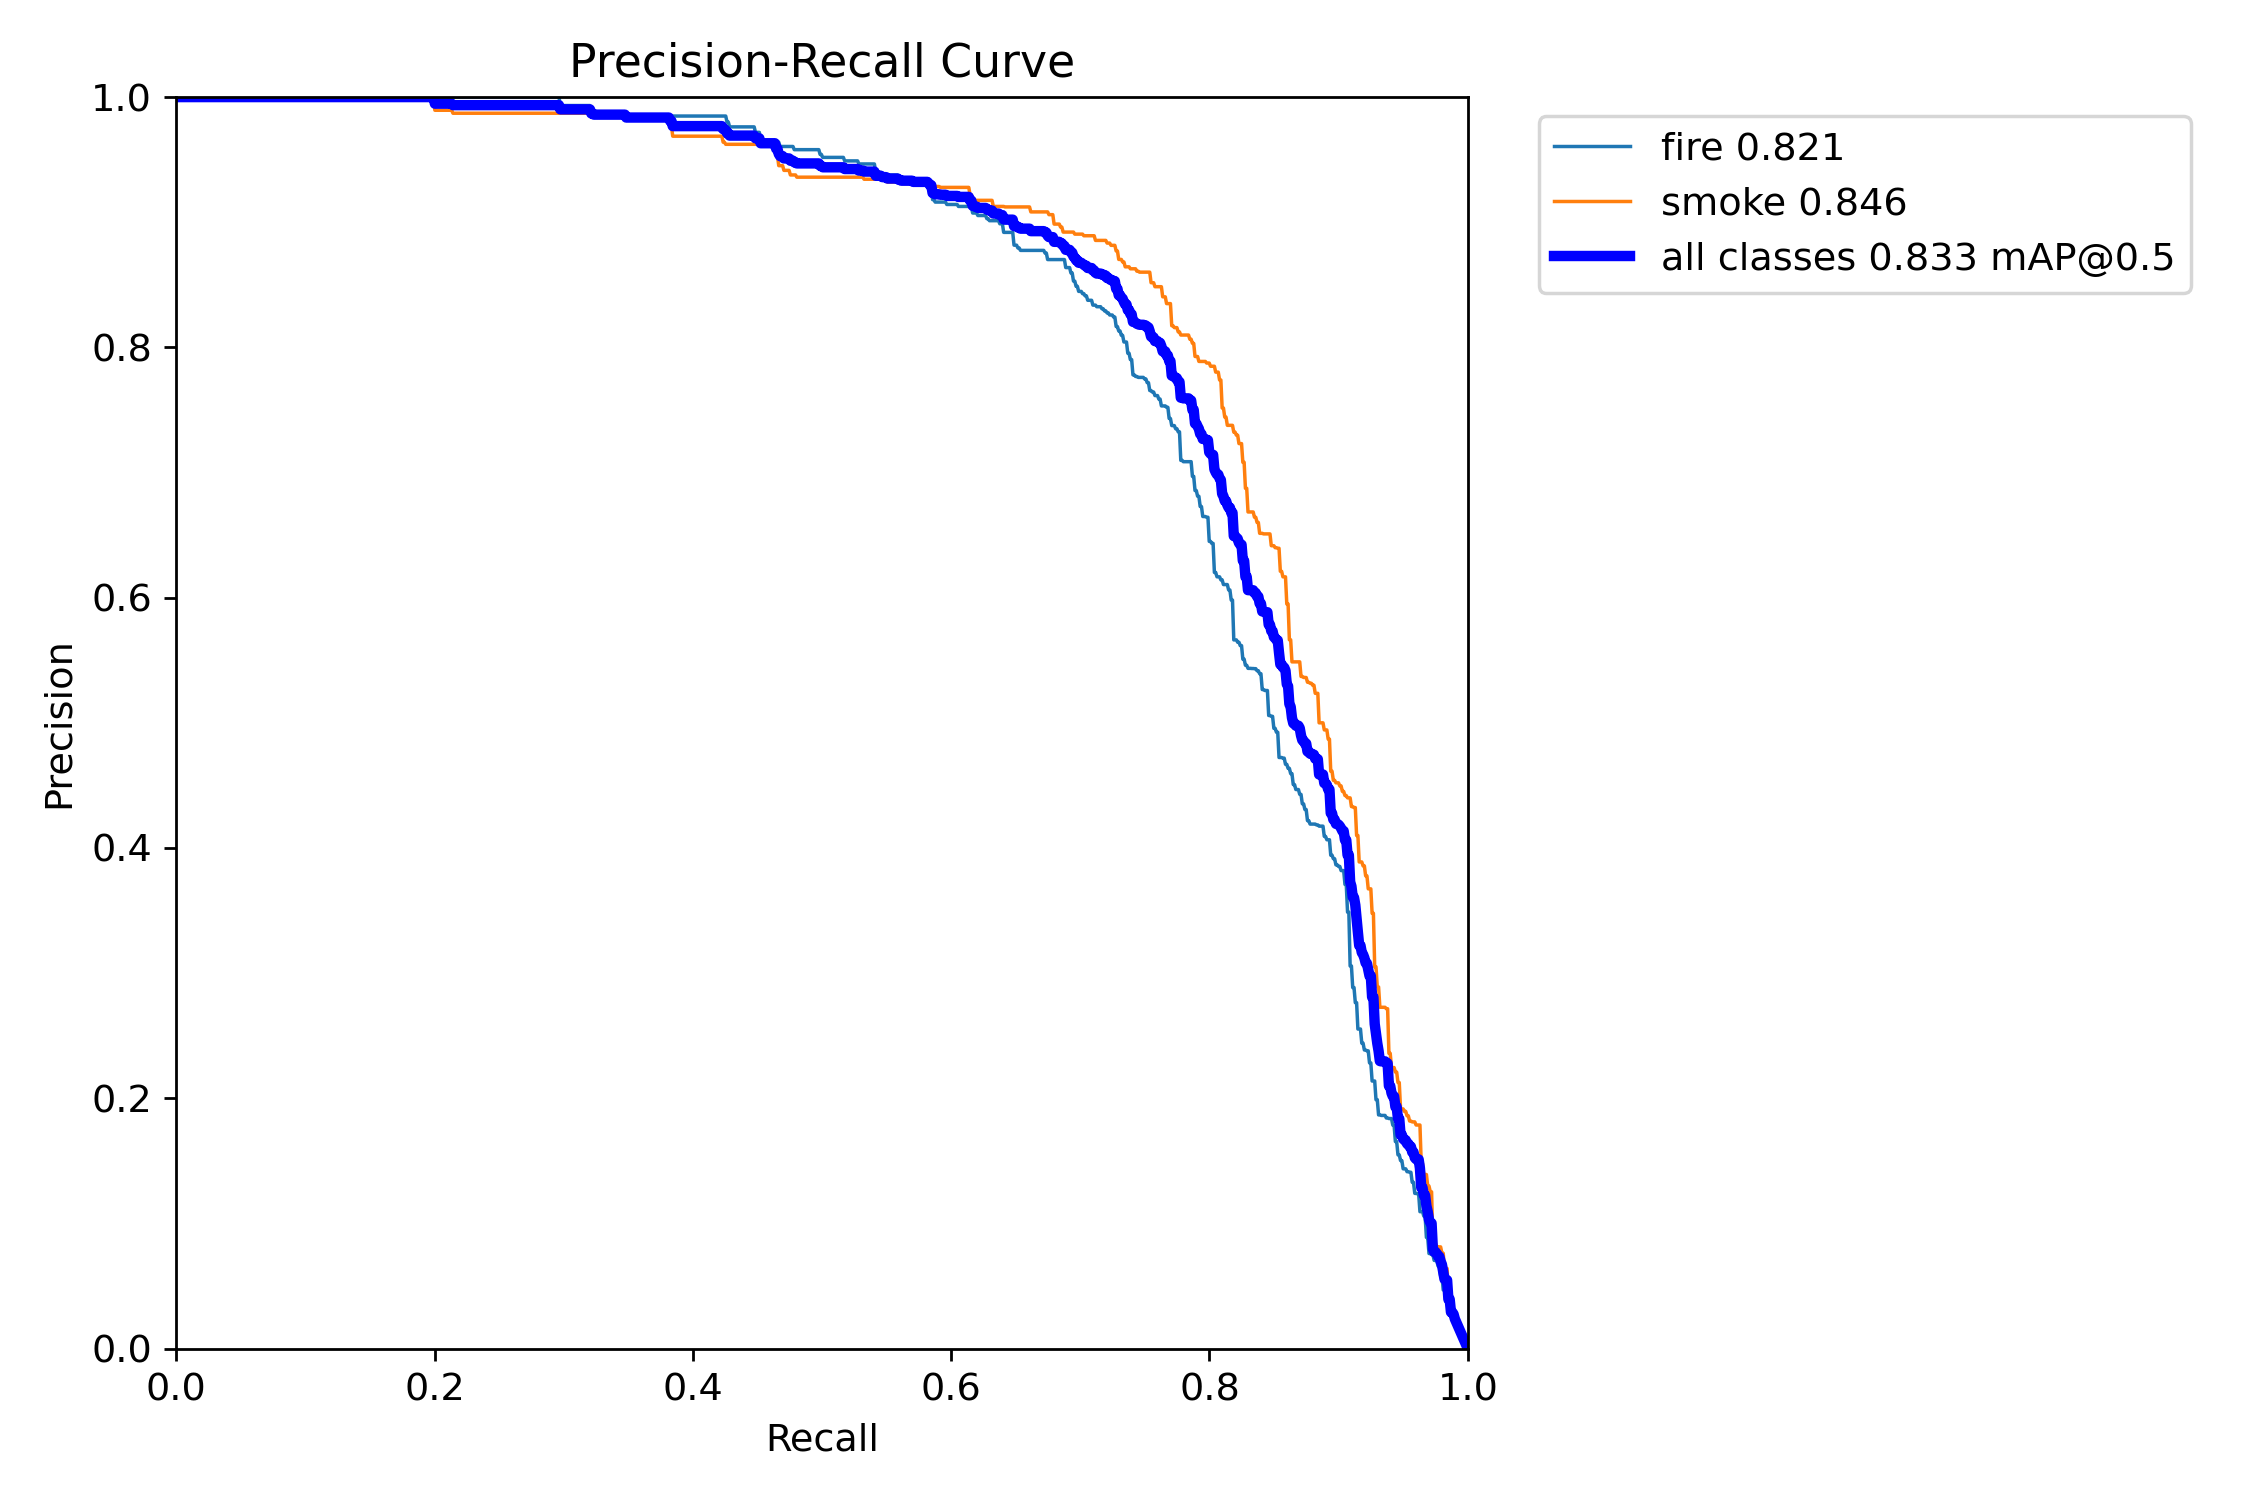 Precision-Recall Curve
fire 0.821
smoke 0.846
all classes 0.833 mAP@0.5
Precision
1.0
0.8
0.6
0.4
0.2
0.0
0.0 0.2 0.4 0.6 0.8 1.0
Recall